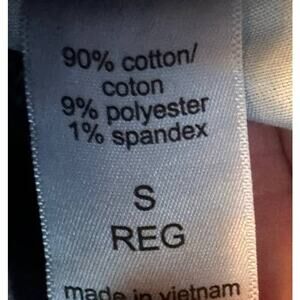 90% cotton/
coton
9% polyester
1% spandex
S
REG
made in vietnam